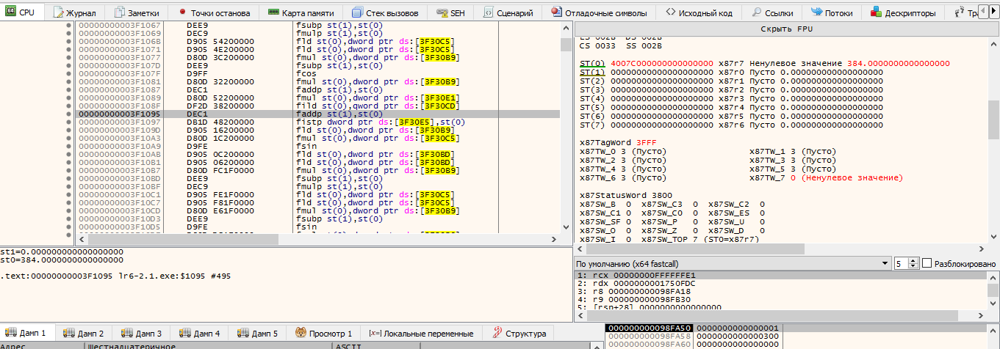 CPU Журнал Заметки Точки останова Карта памяти Стек вызовов SEH Сценарий Отладочные символы Исходный код Ссылки Потоки Дескрипторы
00000000003F1067 DEE9 fsubp st(1),st(0)
00000000003F1069 DEC9 fmulp st(1),st(0)
00000000003F106B D905 54200000 fld st(0),dword ptr ds:[3F30C5]
00000000003F1071 D905 4E200000 fld st(0),dword ptr ds:[3F30C5]
00000000003F1077 D80D 3C200000 fmul st(0),dword ptr ds:[3F30B9]
00000000003F107D DEE9 fsubp st(1),st(0)
00000000003F107F D9FF fcos
00000000003F1081 D80D 32200000 fmul st(0),dword ptr ds:[3F30B9]
00000000003F1087 DEC1 faddp st(1),st(0)
00000000003F1089 D80D 52200000 fmul st(0),dword ptr ds:[3F30E1]
00000000003F108F DF2D 38200000 fild st(0),qword ptr ds:[3F30CD]
00000000003F1095 DEC1 faddp st(1),st(0)
00000000003F1097 DB1D 48200000 fistp dword ptr ds:[3F30E5],st(0)
00000000003F109D D905 16200000 fld st(0),dword ptr ds:[3F30B9]
00000000003F10A3 D80D 1C200000 fmul st(0),dword ptr ds:[3F30C5]
00000000003F10A9 D9FE fsin
00000000003F10AB D905 0C200000 fld st(0),dword ptr ds:[3F30BD]
00000000003F10B1 D905 06200000 fld st(0),dword ptr ds:[3F30BD]
00000000003F10B7 D80D FC1F0000 fmul st(0),dword ptr ds:[3F30B9]
00000000003F10BD DEE9 fsubp st(1),st(0)
00000000003F10BF DEC9 fmulp st(1),st(0)
00000000003F10C1 D905 FE1F0000 fld st(0),dword ptr ds:[3F30C5]
00000000003F10C7 D905 F81F0000 fld st(0),dword ptr ds:[3F30C5]
00000000003F10CD D80D E61F0000 fmul st(0),dword ptr ds:[3F30B9]
00000000003F10D3 DEE9 fsubp st(1),st(0)
00000000003F10D5 D9FE fsin
Скрыть FPU
CS 0033 SS 002B
ST(0) 4007C000000000000000 x87r7 Ненулевое значение 384.0000000000000000
ST(1) 00000000000000000000 x87r0 Пусто 0.000000000000000000
ST(2) 00000000000000000000 x87r1 Пусто 0.000000000000000000
ST(3) 00000000000000000000 x87r2 Пусто 0.000000000000000000
ST(4) 00000000000000000000 x87r3 Пусто 0.000000000000000000
ST(5) 00000000000000000000 x87r4 Пусто 0.000000000000000000
ST(6) 00000000000000000000 x87r5 Пусто 0.000000000000000000
ST(7) 00000000000000000000 x87r6 Пусто 0.000000000000000000
x87TagWord 3FFF
x87TW_0 3 (Пусто) x87TW_1 3 (Пусто)
x87TW_2 3 (Пусто) x87TW_3 3 (Пусто)
x87TW_4 3 (Пусто) x87TW_5 3 (Пусто)
x87TW_6 3 (Пусто) x87TW_7 0 (Ненулевое значение)
x87StatusWord 3800
x87SW_B 0 x87SW_C3 0 x87SW_C2 0
x87SW_C1 0 x87SW_C0 0 x87SW_ES 0
x87SW_SF 0 x87SW_P 0 x87SW_U 0
x87SW_O 0 x87SW_Z 0 x87SW_D 0
x87SW_I 0 x87SW_TOP 7 (ST0=x87r7)
st1=0.000000000000000000
st0=384.0000000000000000
.text:00000000003F1095 lr6-2.1.exe:$1095 #495
По умолчанию (x64 fastcall) 5 Разблокировано
1: rcx 00000000FFFFFFE1
2: rdx 0000000001750FDC
3: r8 000000000098FA18
4: r9 000000000098FB30
5: [rsp+28] 0000000000000000
Дамп 1 Дамп 2 Дамп 3 Дамп 4 Дамп 5 Просмотр 1 [x=] Локальные переменные Структура
Адрес Шестнадцатеричное ASCII
000000000098FA50 0000000000000001
000000000098FA58 0000000000000300
000000000098FA60 0000000000000000